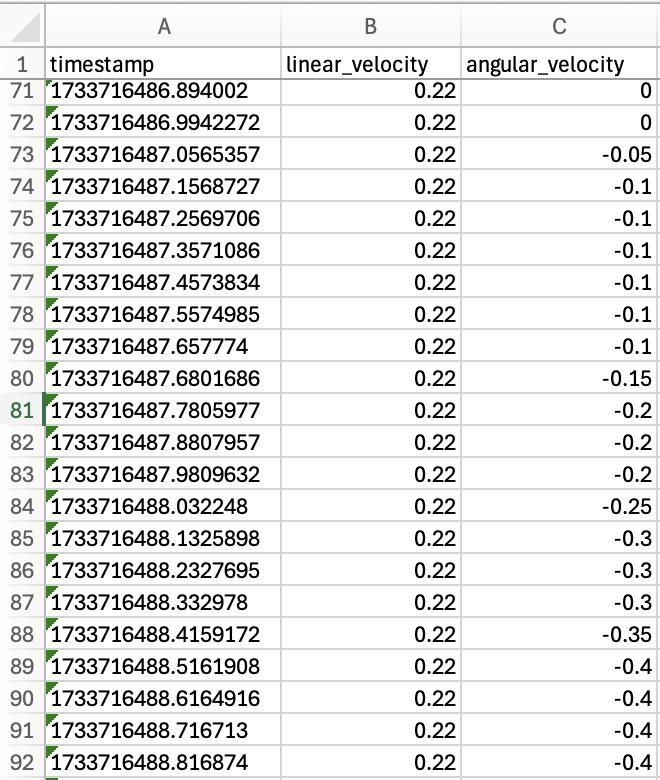 A B C
1 timestamp linear_velocity angular_velocity
71 1733716486.894002 0.22 0
72 1733716486.9942272 0.22 0
73 1733716487.0565357 0.22 -0.05
74 1733716487.1568727 0.22 -0.1
75 1733716487.2569706 0.22 -0.1
76 1733716487.3571086 0.22 -0.1
77 1733716487.4573834 0.22 -0.1
78 1733716487.5574985 0.22 -0.1
79 1733716487.657774 0.22 -0.1
80 1733716487.6801686 0.22 -0.15
81 1733716487.7805977 0.22 -0.2
82 1733716487.8807957 0.22 -0.2
83 1733716487.9809632 0.22 -0.2
84 1733716488.032248 0.22 -0.25
85 1733716488.1325898 0.22 -0.3
86 1733716488.2327695 0.22 -0.3
87 1733716488.332978 0.22 -0.3
88 1733716488.4159172 0.22 -0.35
89 1733716488.5161908 0.22 -0.4
90 1733716488.6164916 0.22 -0.4
91 1733716488.716713 0.22 -0.4
92 1733716488.816874 0.22 -0.4